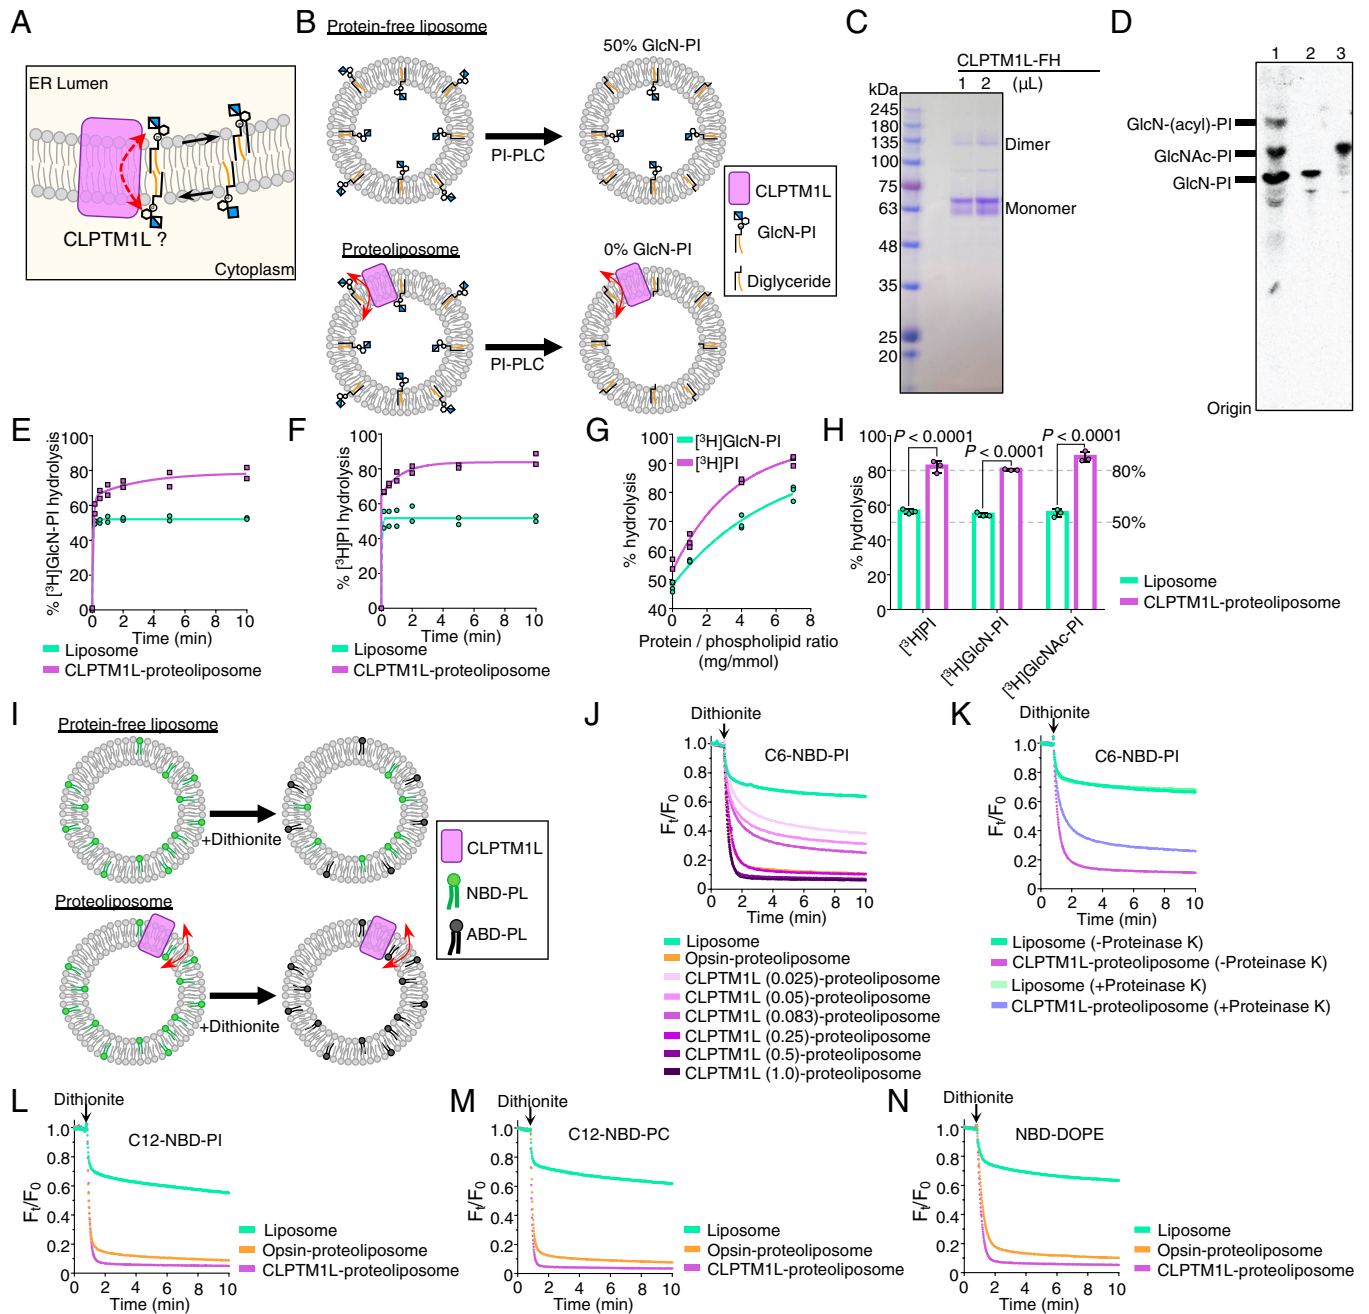 A
ER Lumen
CLPTM1L ?
Cytoplasm
B
Protein-free liposome
50% GlcN-PI
PI-PLC
Proteoliposome
0% GlcN-PI
PI-PLC
CLPTM1L
GlcN-PI
Diglyceride
C
CLPTM1L-FH
kDa
1 2 (µL)
245
180
135
100
75
63
48
35
25
20
Dimer
Monomer
D
1 2 3
GlcN-(acyl)-PI
GlcNAc-PI
GlcN-PI
Origin
E
% [³H]GlcN-PI hydrolysis
100
80
60
40
20
0
0 2 4 6 8 10
Time (min)
Liposome
CLPTM1L-proteoliposome
F
% [³H]PI hydrolysis
100
80
60
40
20
0
0 2 4 6 8 10
Time (min)
Liposome
CLPTM1L-proteoliposome
G
% hydrolysis
100
90
80
70
60
50
40
[³H]GlcN-PI
[³H]PI
0 2 4 6 8
Protein / phospholipid ratio
(mg/mmol)
H
% hydrolysis
100
80
60
40
20
0
P < 0.0001
P < 0.0001
P < 0.0001
80%
50%
[³H]PI
[³H]GlcN-PI
[³H]GlcNAc-PI
Liposome
CLPTM1L-proteoliposome
I
Protein-free liposome
+Dithionite
Proteoliposome
+Dithionite
CLPTM1L
NBD-PL
ABD-PL
J
Dithionite
C6-NBD-PI
Ft/F0
1.0
0.8
0.6
0.4
0.2
0
0 2 4 6 8 10
Time (min)
Liposome
Opsin-proteoliposome
CLPTM1L (0.025)-proteoliposome
CLPTM1L (0.05)-proteoliposome
CLPTM1L (0.083)-proteoliposome
CLPTM1L (0.25)-proteoliposome
CLPTM1L (0.5)-proteoliposome
CLPTM1L (1.0)-proteoliposome
K
Dithionite
C6-NBD-PI
Ft/F0
1.0
0.8
0.6
0.4
0.2
0
0 2 4 6 8 10
Time (min)
Liposome (-Proteinase K)
CLPTM1L-proteoliposome (-Proteinase K)
Liposome (+Proteinase K)
CLPTM1L-proteoliposome (+Proteinase K)
L
Dithionite
C12-NBD-PI
Ft/F0
1.0
0.8
0.6
0.4
0.2
0
0 2 4 6 8 10
Time (min)
Liposome
Opsin-proteoliposome
CLPTM1L-proteoliposome
M
Dithionite
C12-NBD-PC
Ft/F0
1.0
0.8
0.6
0.4
0.2
0
0 2 4 6 8 10
Time (min)
Liposome
Opsin-proteoliposome
CLPTM1L-proteoliposome
N
Dithionite
NBD-DOPE
Ft/F0
1.0
0.8
0.6
0.4
0.2
0
0 2 4 6 8 10
Time (min)
Liposome
Opsin-proteoliposome
CLPTM1L-proteoliposome